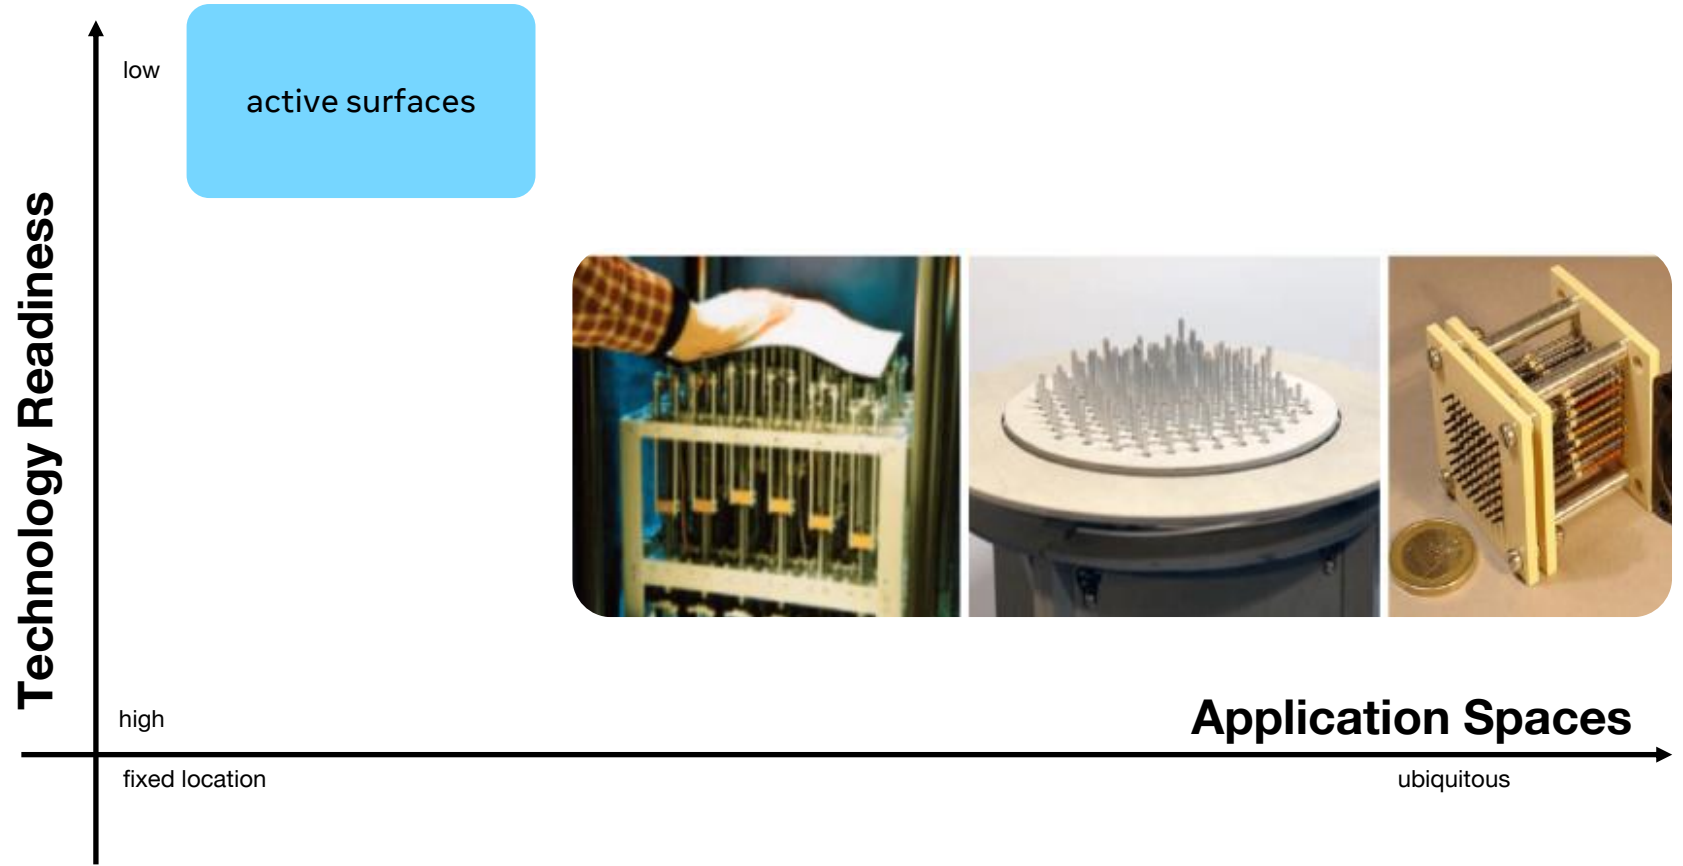 low
active surfaces
Technology Readiness
high
Application Spaces
fixed location
ubiquitous